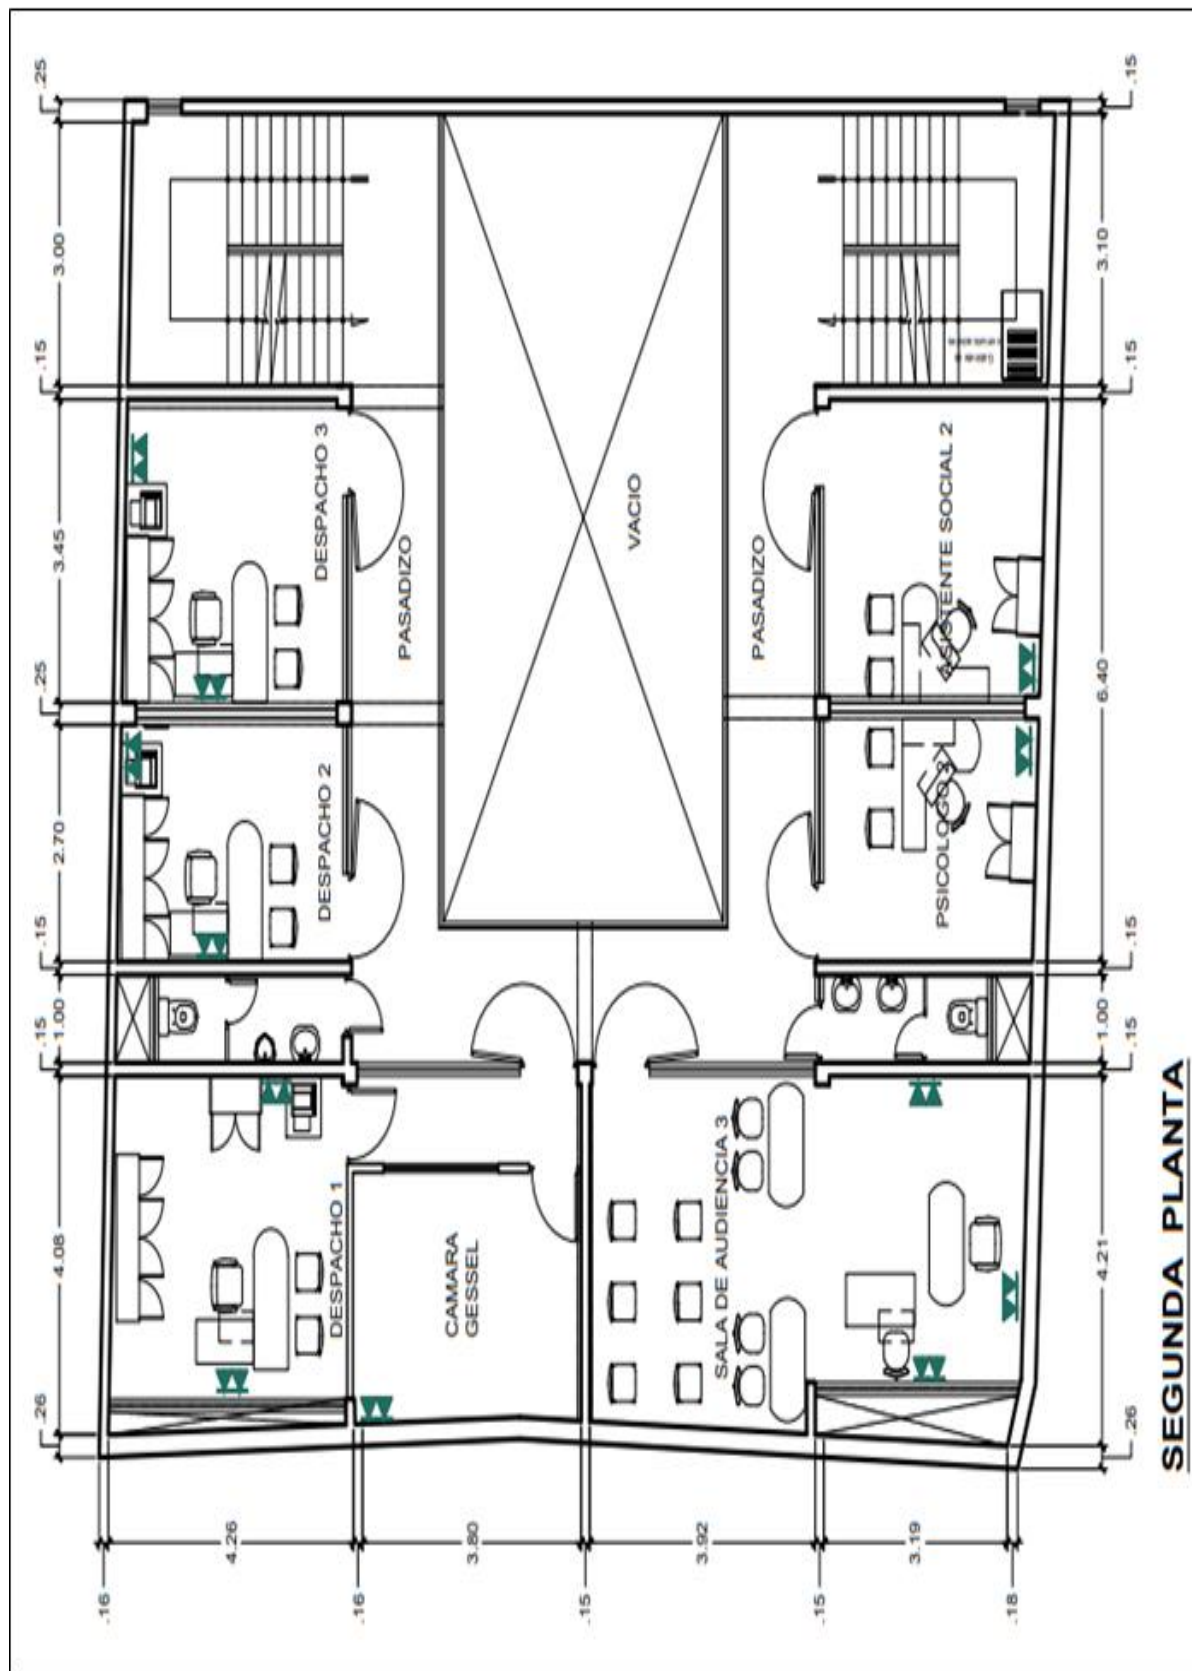 .26
4.08
.15
1.00
.15
2.70
.25
3.45
.15
3.00
.25
.16
4.26
.16
3.80
.15
3.92
.15
3.19
.18
DESPACHO 1
DESPACHO 2
DESPACHO 3
PASADIZO
CAMARA
GESSEL
VACIO
SALA DE AUDIENCIA 3
PASADIZO
PSICOLOGO 2
ASISTENTE SOCIAL 2
.26
4.21
.15
1.00
.15
6.40
.15
3.10
.15
SEGUNDA PLANTA